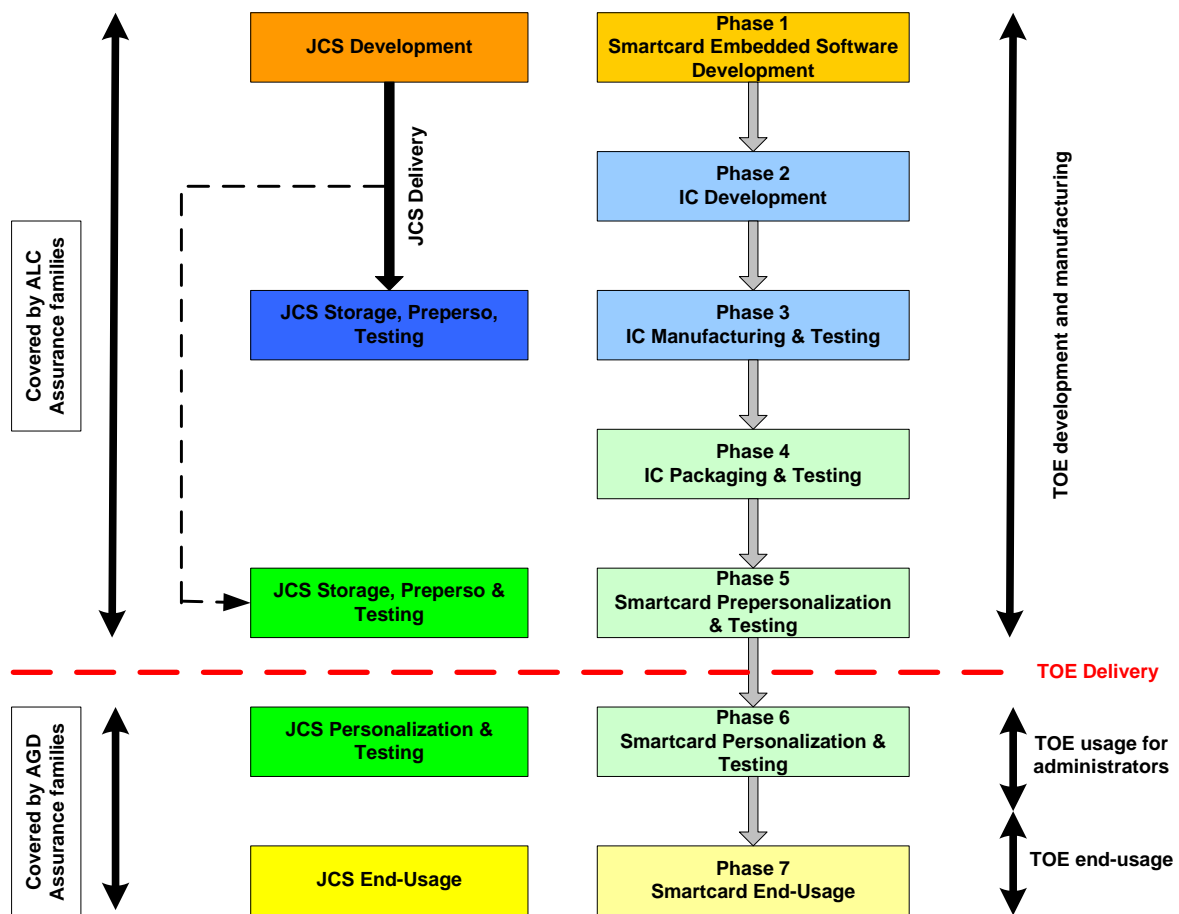 JCS Development
Phase 1
Smartcard Embedded Software
Development
JCS Delivery
Phase 2
IC Development
JCS Storage, Preperso,
Testing
Phase 3
IC Manufacturing & Testing
Phase 4
IC Packaging & Testing
JCS Storage, Preperso &
Testing
Phase 5
Smartcard Prepersonalization
& Testing
Covered by ALC
Assurance families
TOE development and manufacturing
TOE Delivery
JCS Personalization &
Testing
Phase 6
Smartcard Personalization &
Testing
TOE usage for
administrators
Covered by AGD
Assurance families
JCS End-Usage
Phase 7
Smartcard End-Usage
TOE end-usage